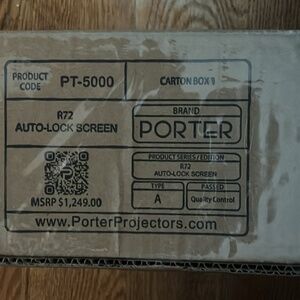 PRODUCT CODE
PT-5000
CARTON BOX 1
R72
AUTO-LOCK SCREEN
BRAND
PORTER
PRODUCT SERIES / EDITION
R72
AUTO-LOCK SCREEN
TYPE
A
PASSED
Quality Control
MSRP $1,249.00
www.PorterProjectors.com